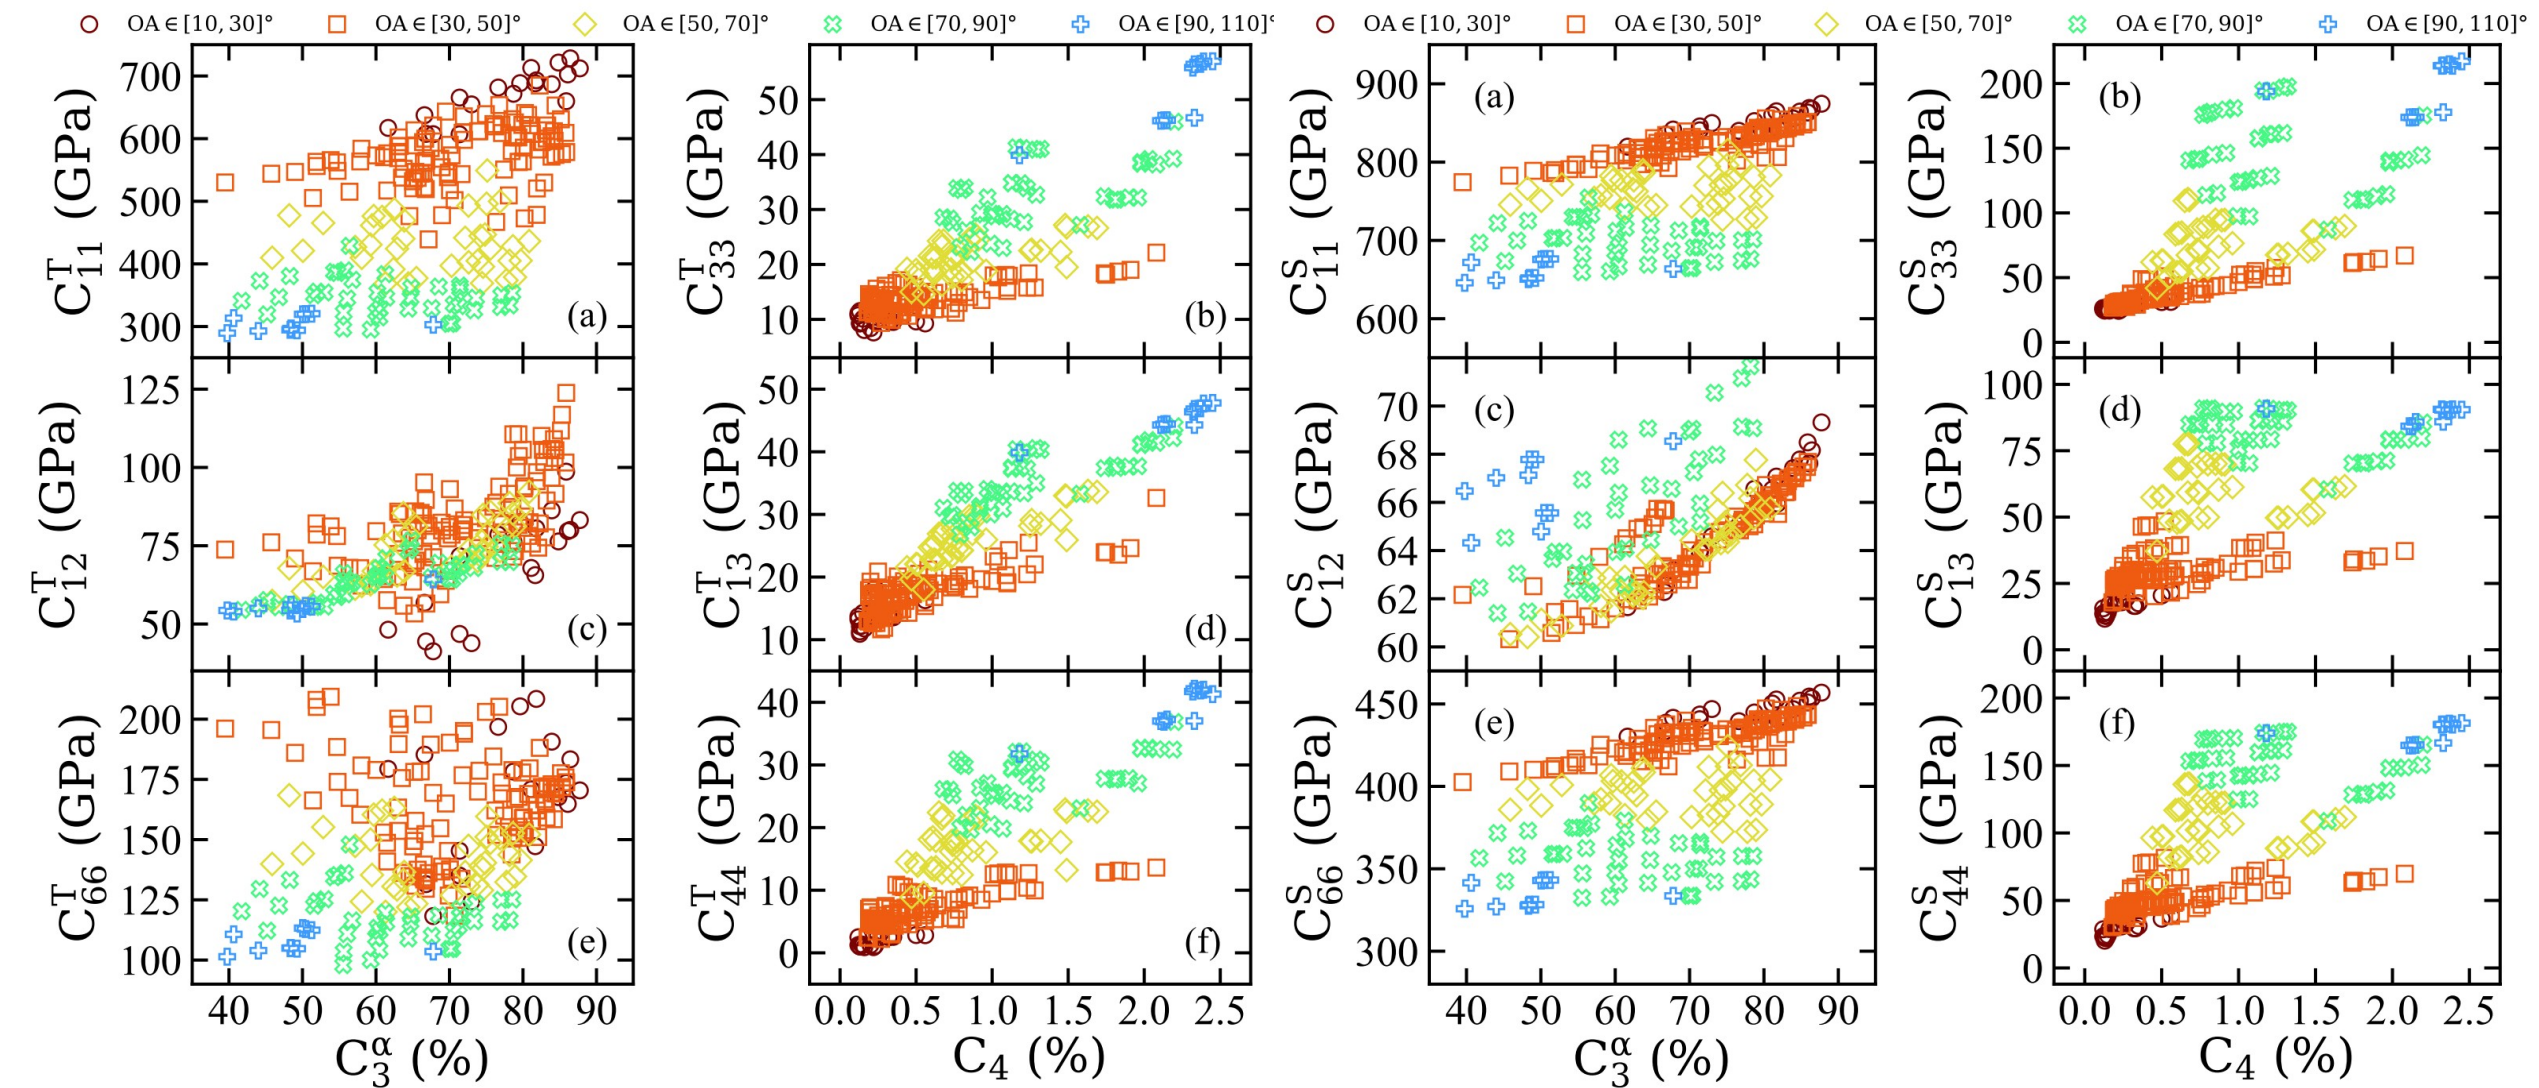 OA∈[10,30]° OA∈[30,50]° OA∈[50,70]° OA∈[70,90]° OA∈[90,110]° OA∈[10,30]° OA∈[30,50]° OA∈[50,70]° OA∈[70,90]° OA∈[90,110]°
C^T_11 (GPa)
700
600
500
400
300
(a)
C^T_33 (GPa)
50
40
30
20
10
(b)
C^S_11 (GPa)
900
800
700
600
(a)
C^S_33 (GPa)
200
150
100
50
0
(b)
C^T_12 (GPa)
125
100
75
50
(c)
C^T_13 (GPa)
50
40
30
20
10
(d)
C^S_12 (GPa)
70
68
66
64
62
60
(c)
C^S_13 (GPa)
100
75
50
25
0
(d)
C^T_66 (GPa)
200
175
150
125
100
(e)
C^T_44 (GPa)
40
30
20
10
0
(f)
C^S_66 (GPa)
450
400
350
300
(e)
C^S_44 (GPa)
200
150
100
50
0
(f)
40 50 60 70 80 90
0.0 0.5 1.0 1.5 2.0 2.5
40 50 60 70 80 90
0.0 0.5 1.0 1.5 2.0 2.5
C^α_3 (%)
C_4 (%)
C^α_3 (%)
C_4 (%)